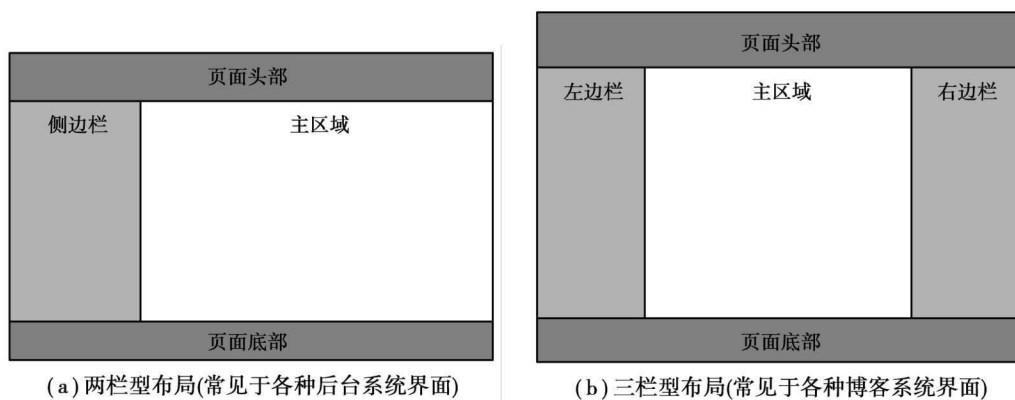 页面头部
侧边栏
主区域
页面底部
(a)两栏型布局(常见于各种后台系统界面)
页面头部
左边栏
主区域
右边栏
页面底部
(b)三栏型布局(常见于各种博客系统界面)